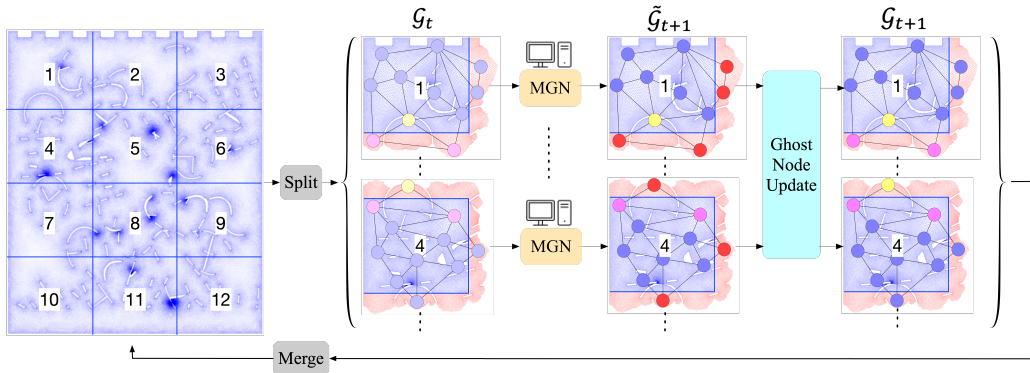 𝒢ₜ
𝒢̃ₜ₊₁
𝒢ₜ₊₁
1 2 3
4 5 6
7 8 9
10 11 12
Split
1
MGN
1
Ghost
Node
Update
1
4
MGN
4
4
Merge